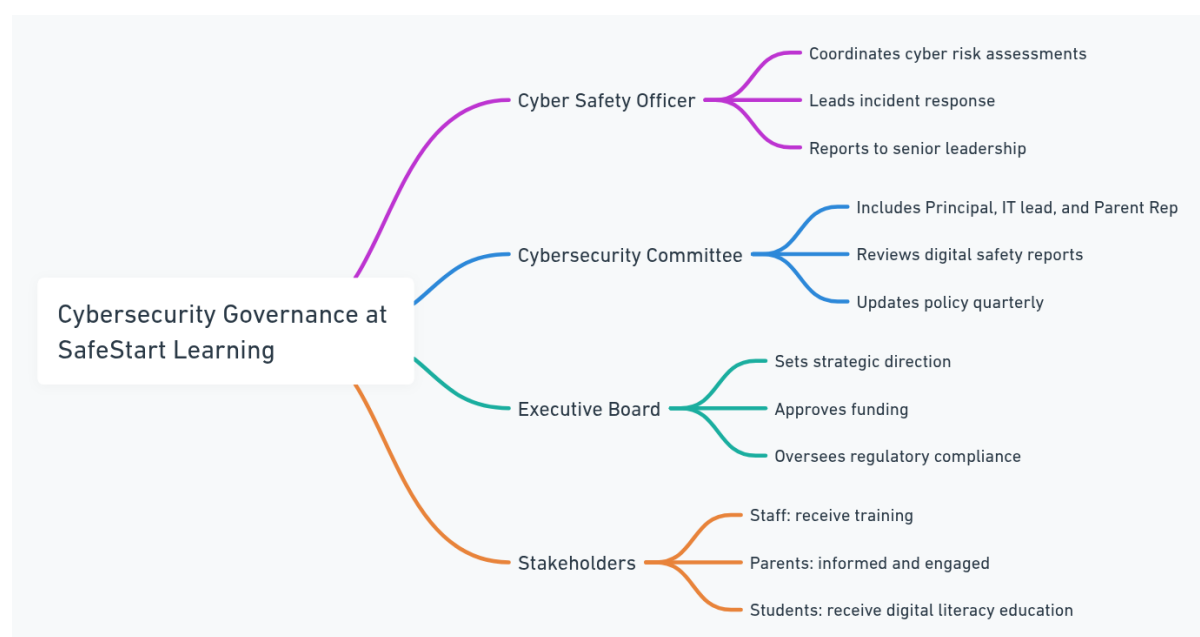 Cybersecurity Governance at
SafeStart Learning
Cyber Safety Officer
Coordinates cyber risk assessments
Leads incident response
Reports to senior leadership
Cybersecurity Committee
Includes Principal, IT lead, and Parent Rep
Reviews digital safety reports
Updates policy quarterly
Executive Board
Sets strategic direction
Approves funding
Oversees regulatory compliance
Stakeholders
Staff: receive training
Parents: informed and engaged
Students: receive digital literacy education